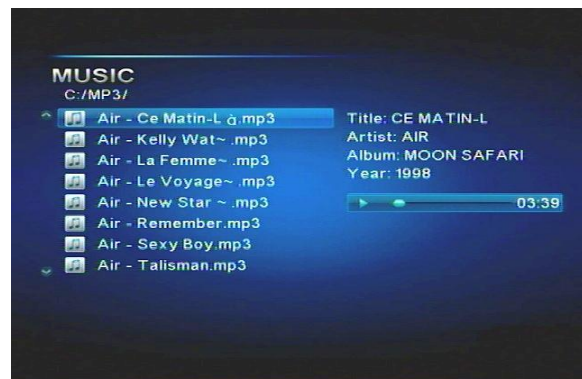 MUSIC
C:/MP3/
Air - Ce Matin-L à.mp3
Air - Kelly Wat~ .mp3
Air - La Femme~ .mp3
Air - Le Voyage~ .mp3
Air - New Star ~ .mp3
Air - Remember.mp3
Air - Sexy Boy.mp3
Air - Talisman.mp3
Title: CE MATIN-L
Artist: AIR
Album: MOON SAFARI
Year: 1998
03:39